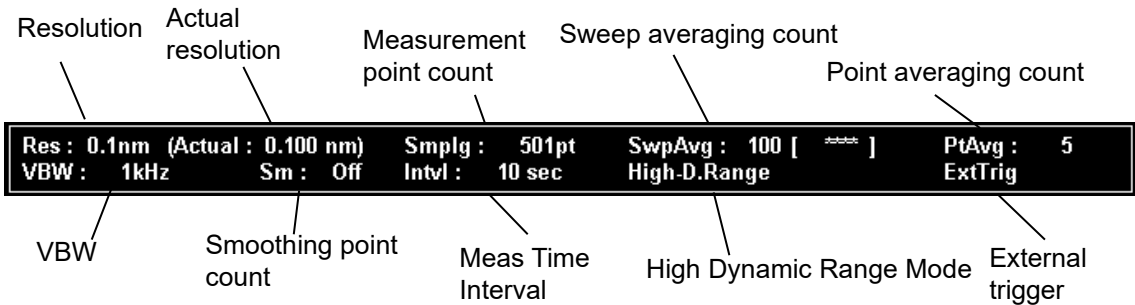 Resolution
Actual
resolution
Measurement
point count
Sweep averaging count
Point averaging count
Res : 0.1nm (Actual : 0.100 nm) Smplg : 501pt SwpAvg : 100 [ **** ] PtAvg : 5
VBW : 1kHz Sm : Off Intvl : 10 sec High-D.Range ExtTrig
VBW
Smoothing point
count
Meas Time
Interval
High Dynamic Range Mode
External
trigger